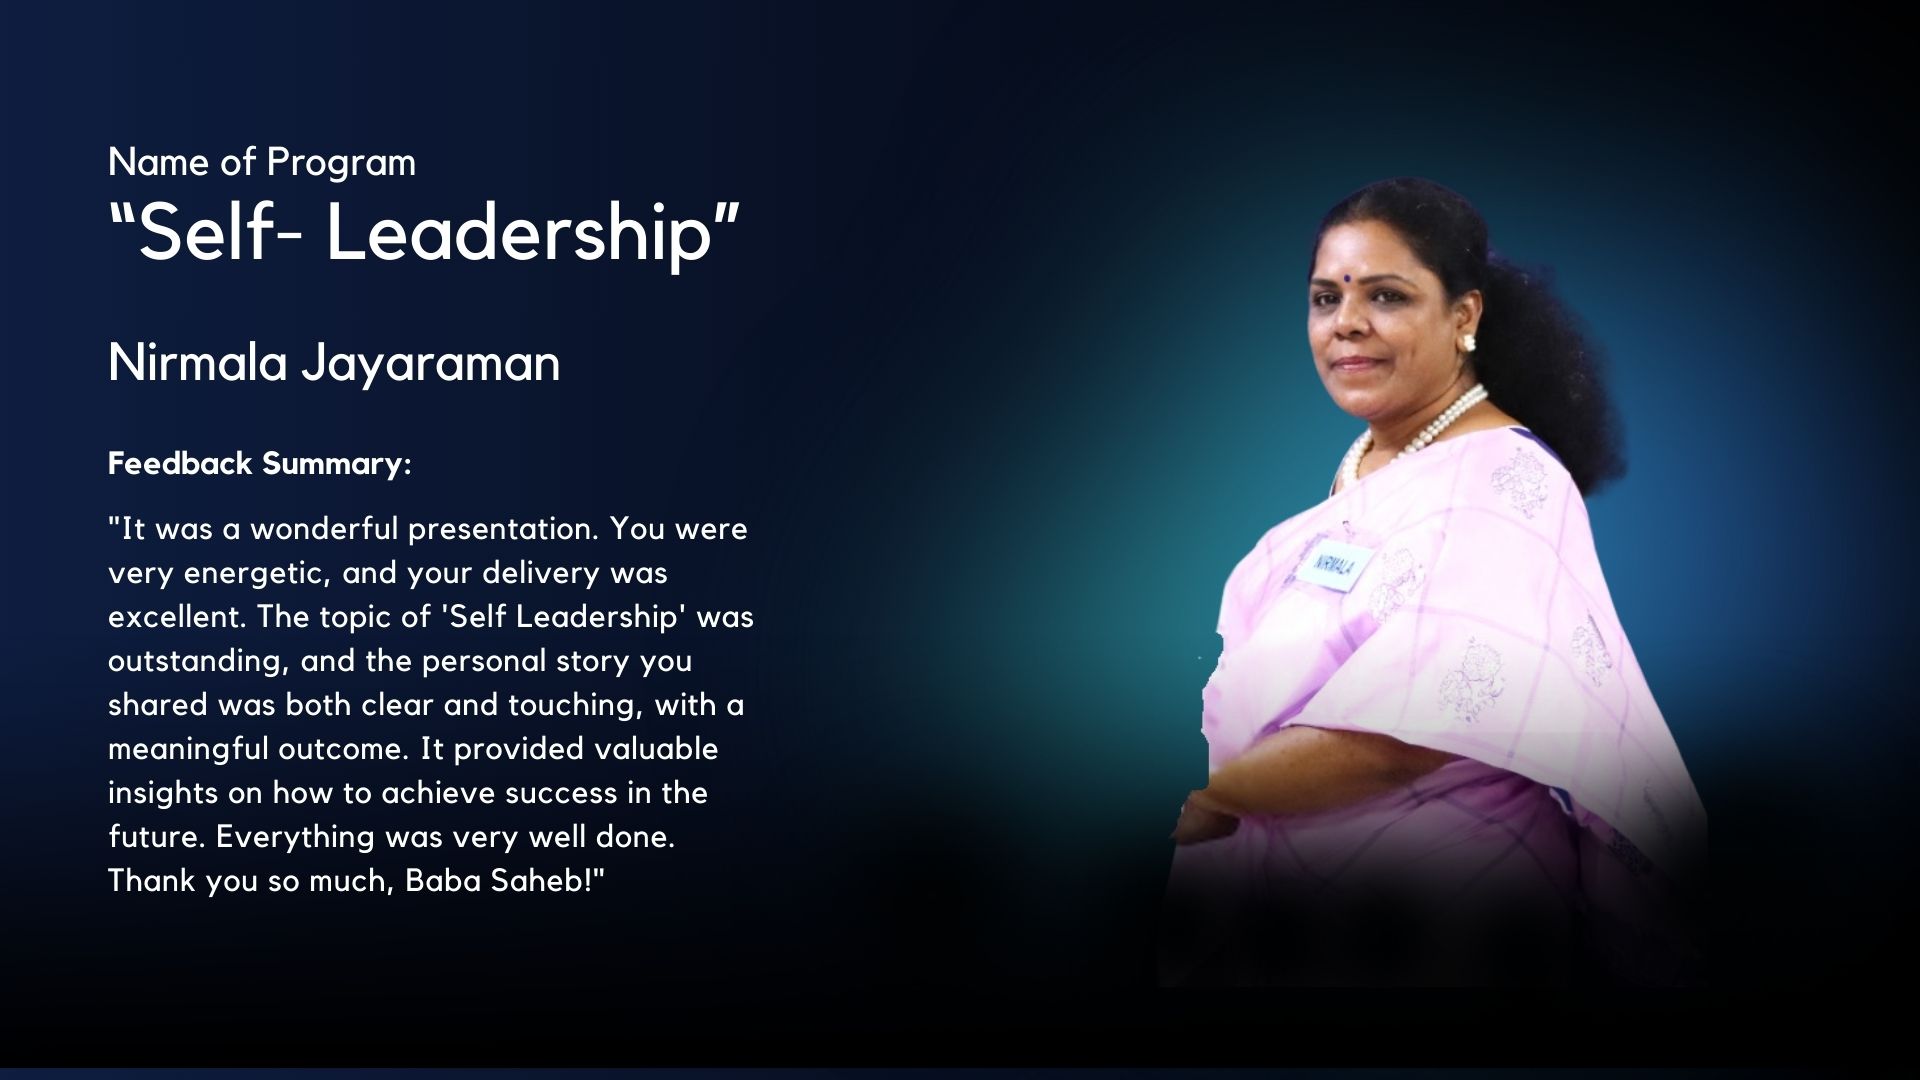 Name of Program
“Self- Leadership”
Nirmala Jayaraman
Feedback Summary:
"It was a wonderful presentation. You were
very energetic, and your delivery was
excellent. The topic of 'Self Leadership' was
outstanding, and the personal story you
shared was both clear and touching, with a
meaningful outcome. It provided valuable
insights on how to achieve success in the
future. Everything was very well done.
Thank you so much, Baba Saheb!"
NIRMALA